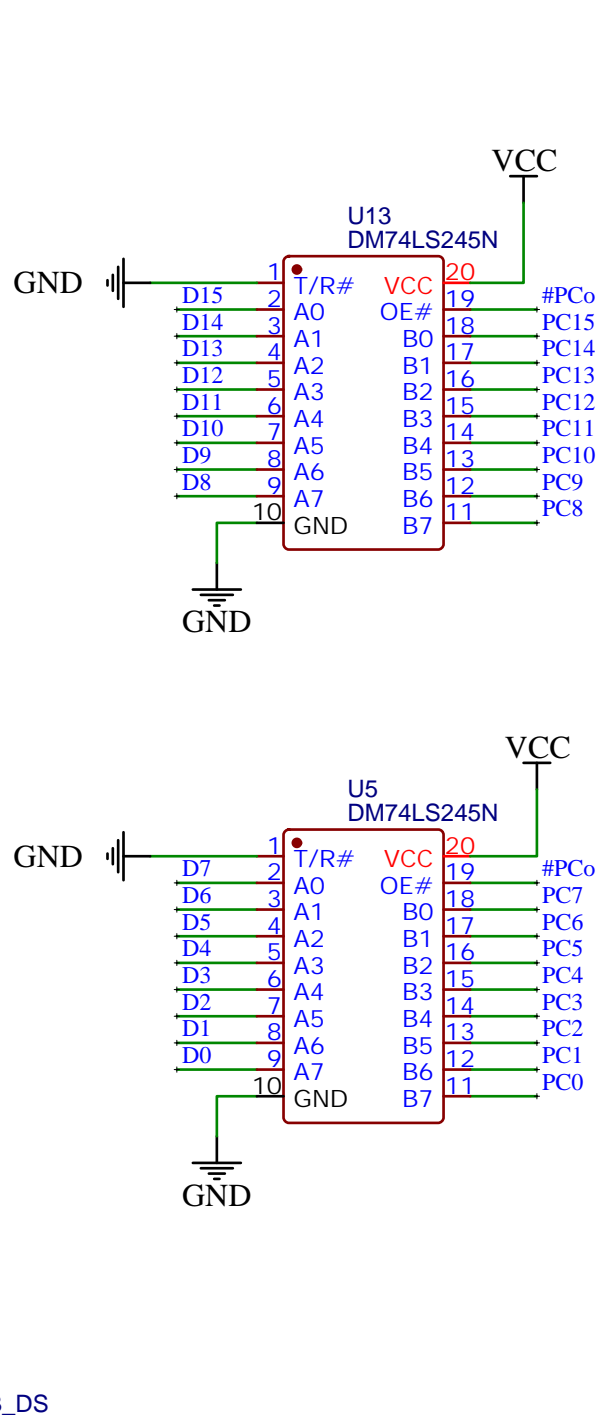 VCC
U13
DM74LS245N
GND 1 T/R# VCC 20
D15 2 A0 OE# 19 #PCo
D14 3 A1 B0 18 PC15
D13 4 A2 B1 17 PC14
D12 5 A3 B2 16 PC13
D11 6 A4 B3 15 PC12
D10 7 A5 B4 14 PC11
D9 8 A6 B5 13 PC10
D8 9 A7 B6 12 PC9
10 GND B7 11 PC8
GND
VCC
U5
DM74LS245N
GND 1 T/R# VCC 20
D7 2 A0 OE# 19 #PCo
D6 3 A1 B0 18 PC7
D5 4 A2 B1 17 PC6
D4 5 A3 B2 16 PC5
D3 6 A4 B3 15 PC4
D2 7 A5 B4 14 PC3
D1 8 A6 B5 13 PC2
D0 9 A7 B6 12 PC1
10 GND B7 11 PC0
GND
_DS